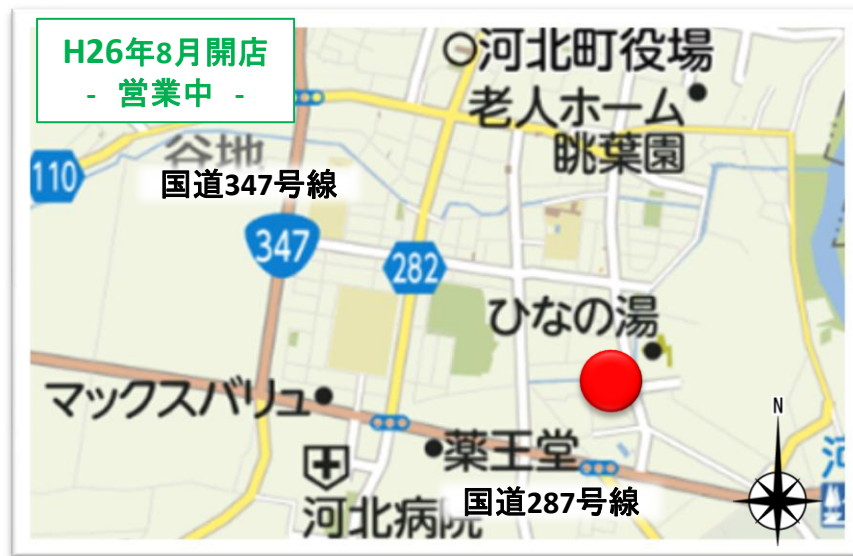 H26年8月開店
- 営業中 -
河北町役場
老人ホーム
眺葉園
110
谷地
国道347号線
347
282
ひなの湯
マックスバリュ
薬王堂
国道287号線
河北病院
N
河